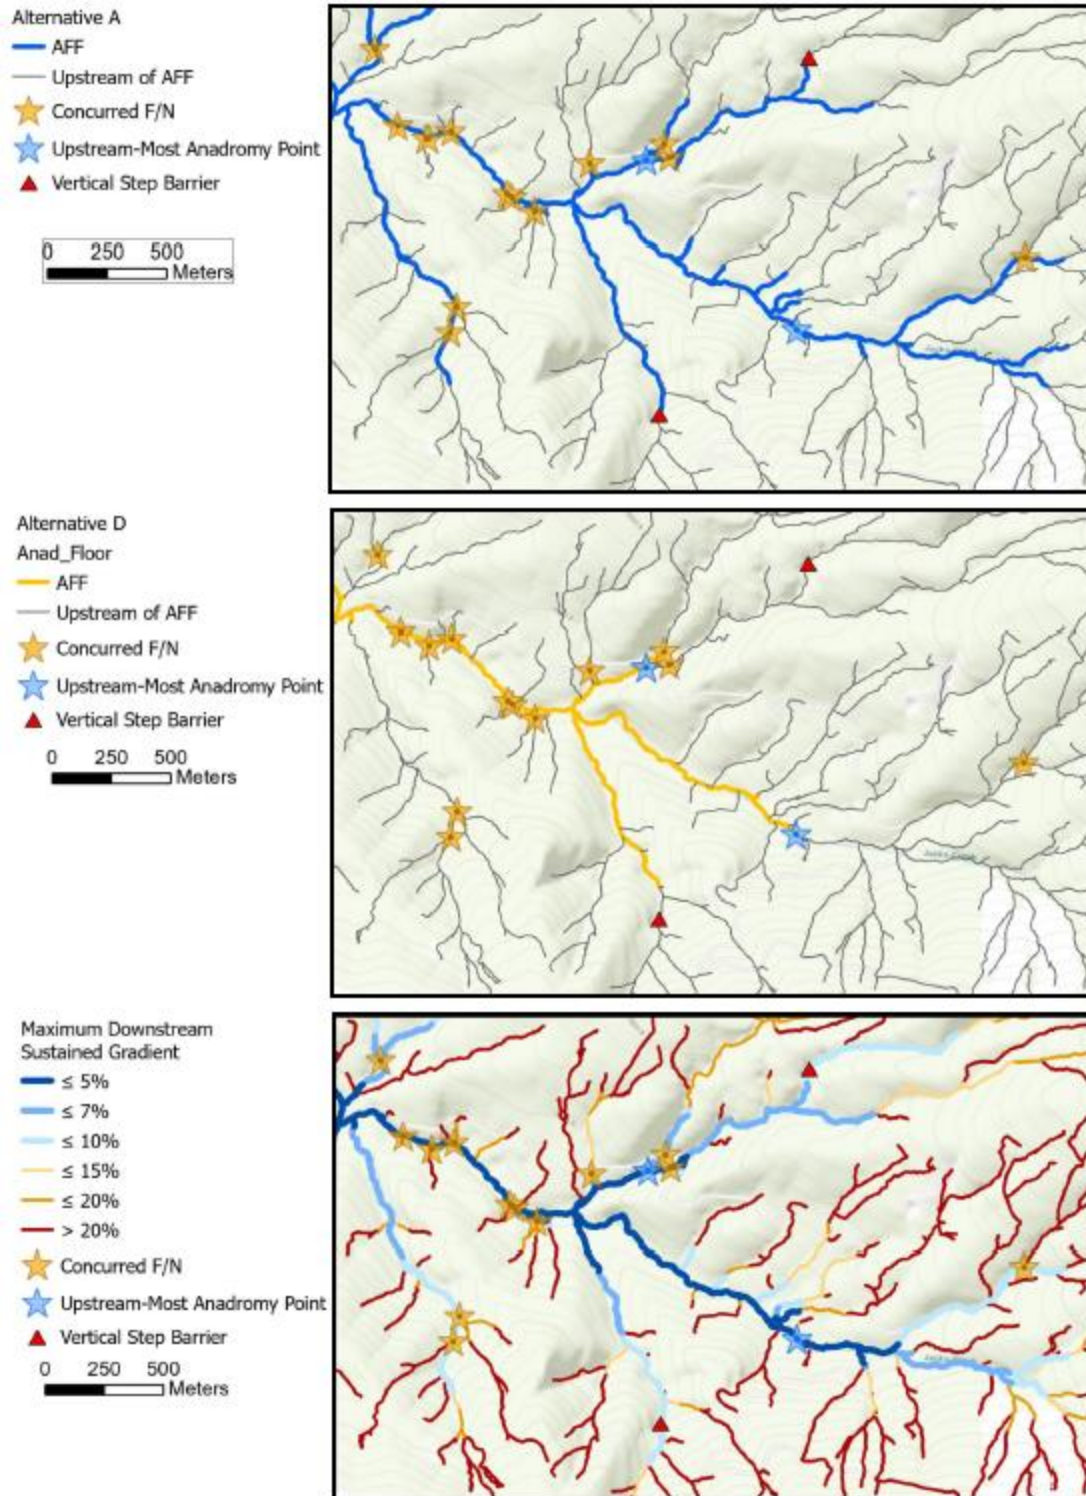 Alternative A
AFF
Upstream of AFF
Concurred F/N
Upstream-Most Anadromy Point
Vertical Step Barrier
0 250 500
Meters
Alternative D
Anad_Floor
AFF
Upstream of AFF
Concurred F/N
Upstream-Most Anadromy Point
Vertical Step Barrier
0 250 500
Meters
Maximum Downstream
Sustained Gradient
≤ 5%
≤ 7%
≤ 10%
≤ 15%
≤ 20%
> 20%
Concurred F/N
Upstream-Most Anadromy Point
Vertical Step Barrier
0 250 500
Meters